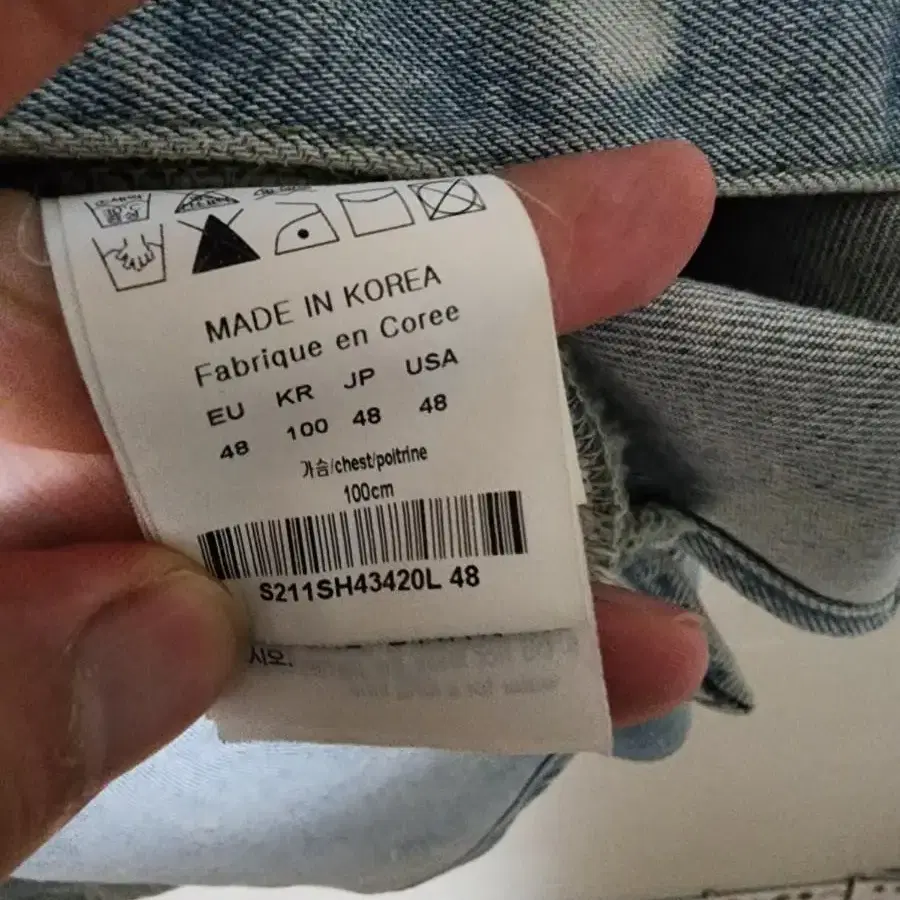 MADE IN KOREA
Fabrique en Coree
EU KR JP USA
48 100 48 48
가슴/chest/poitrine
100cm
S211SH43420L 48
시오.